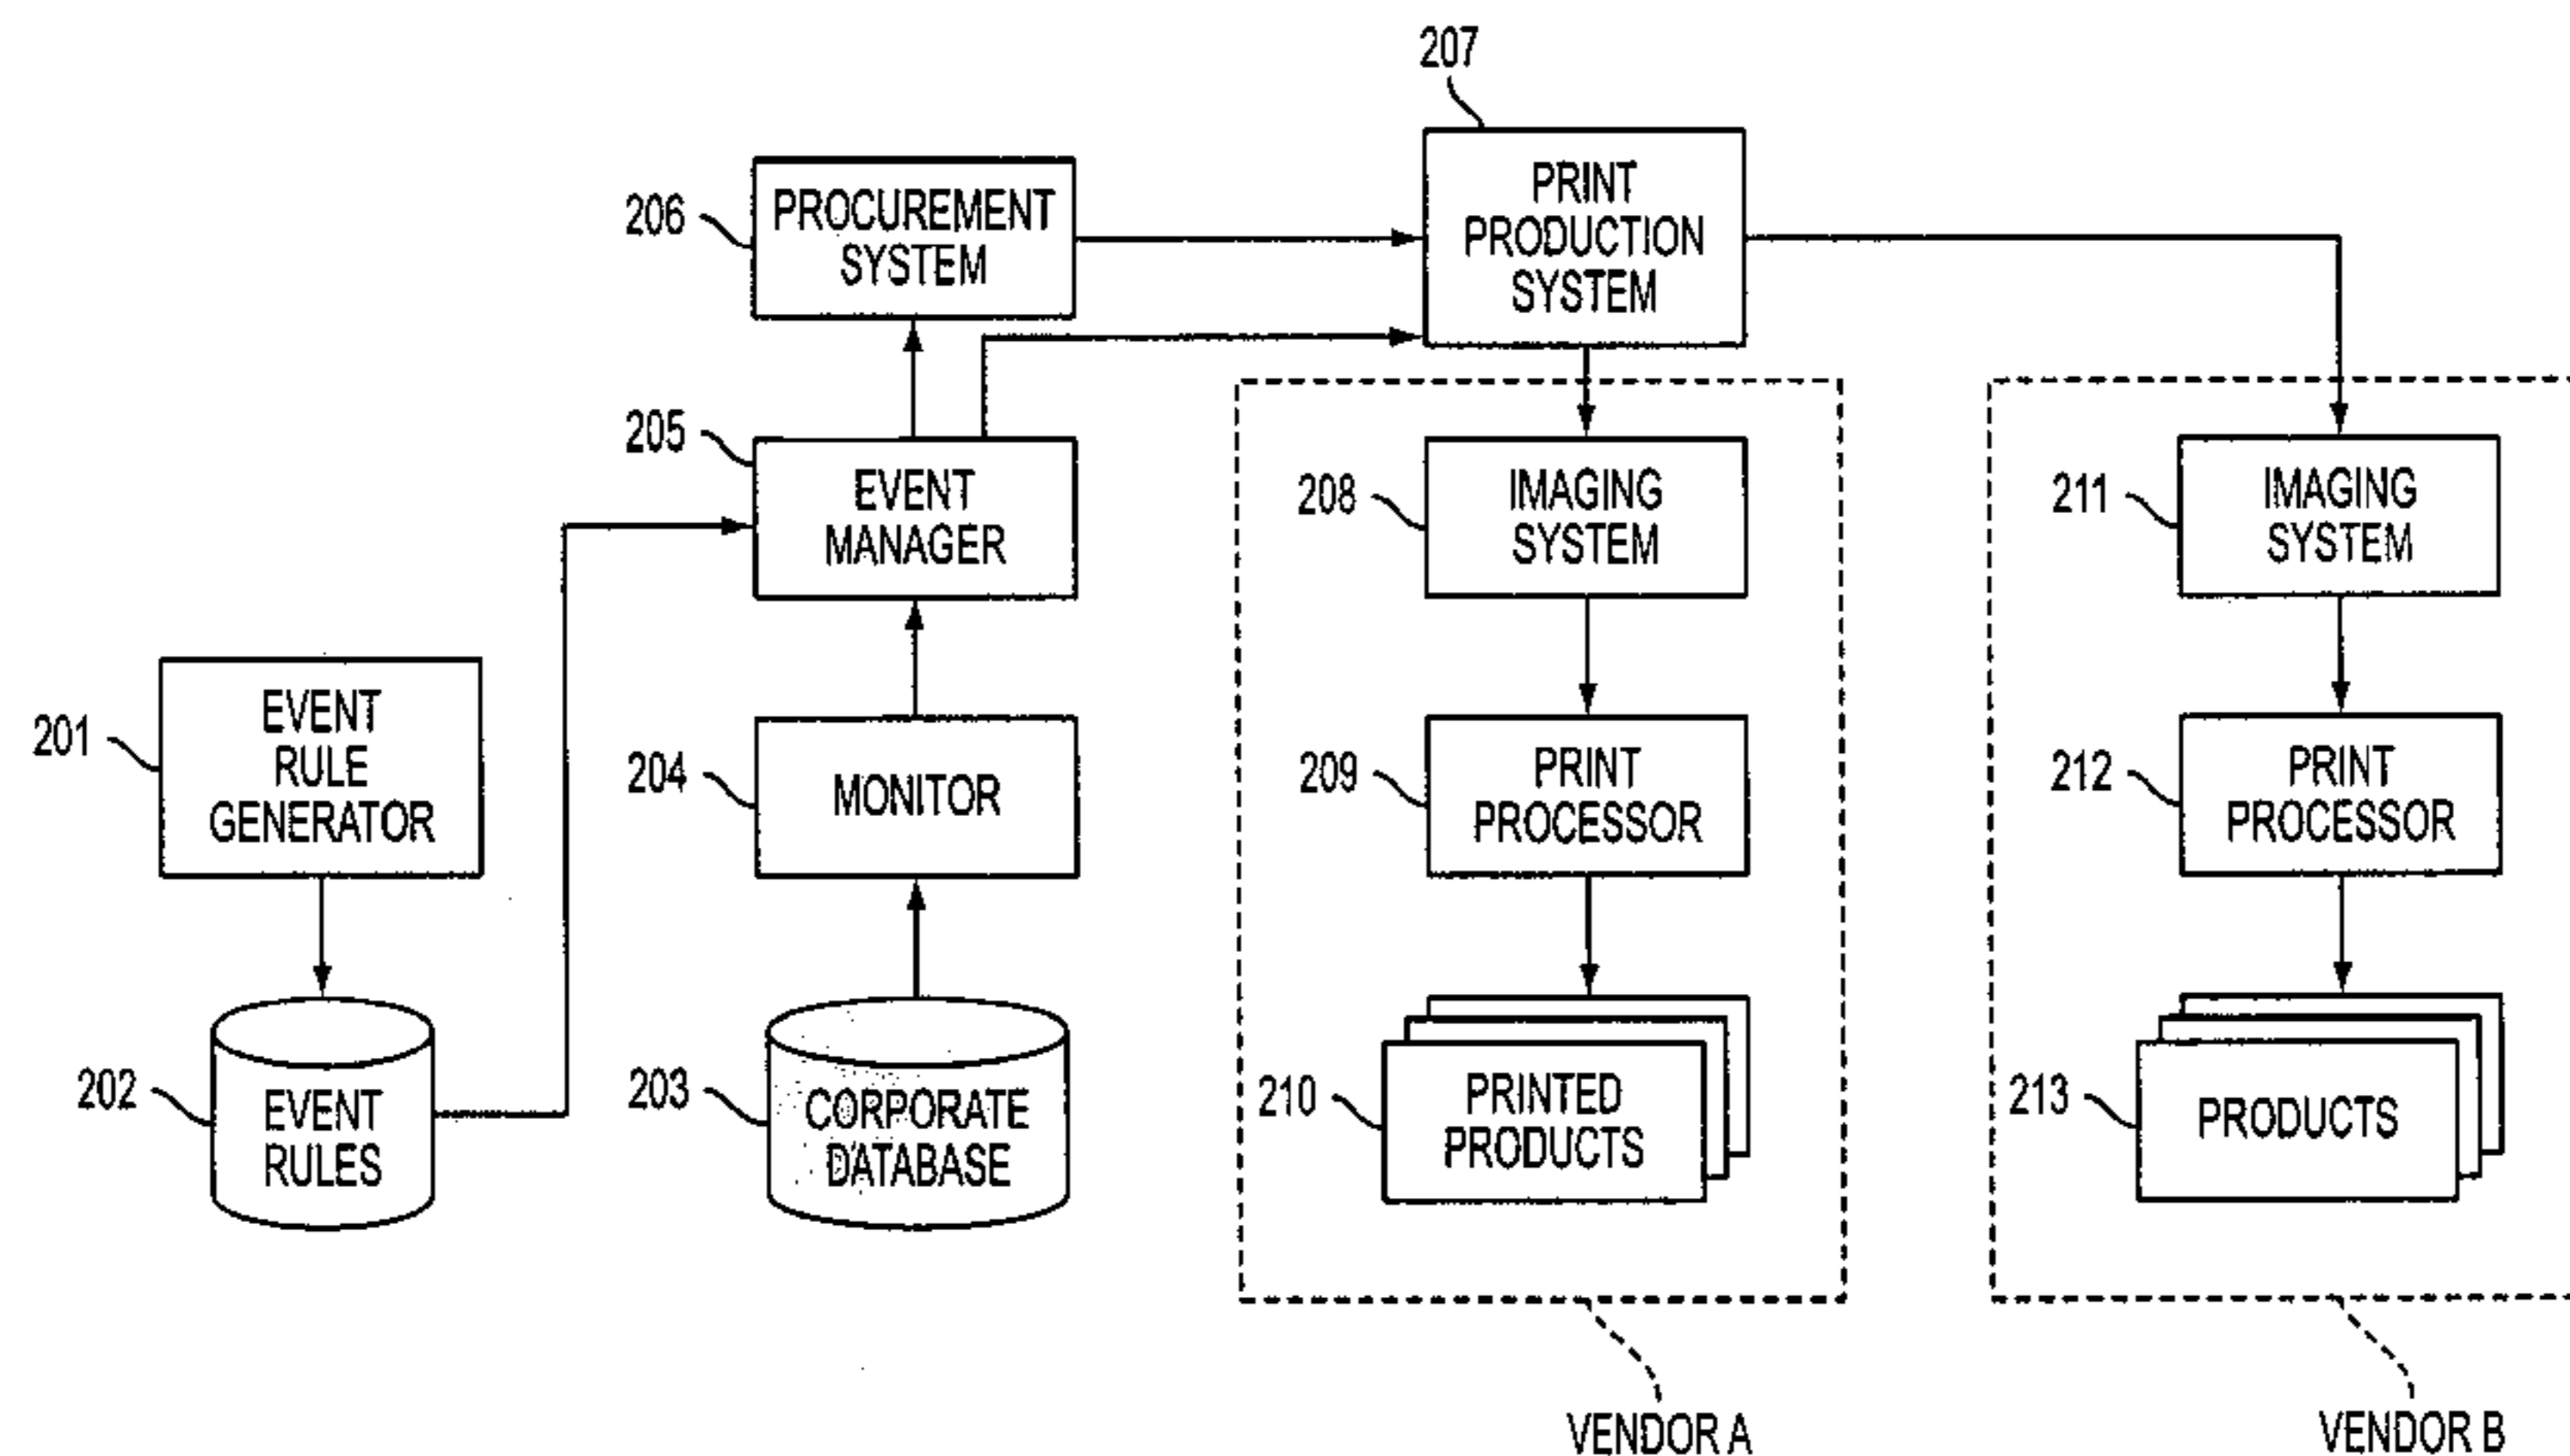 207
PRINT
PRODUCTION
SYSTEM
206
PROCUREMENT
SYSTEM
205
EVENT
MANAGER
208
IMAGING
SYSTEM
211
IMAGING
SYSTEM
201
EVENT
RULE
GENERATOR
204
MONITOR
209
PRINT
PROCESSOR
212
PRINT
PROCESSOR
202
EVENT
RULES
203
CORPORATE
DATABASE
210
PRINTED
PRODUCTS
213
PRODUCTS
VENDOR A
VENDOR B